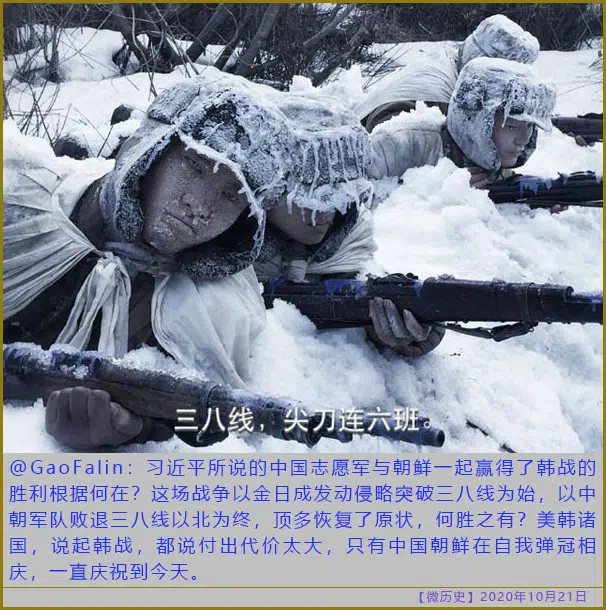 三八线，尖刀连六班。
@GaoFalin：习近平所说的中国志愿军与朝鲜一起赢得了韩战的
胜利根据何在？这场战争以金日成发动侵略突破三八线为始，以中
朝军队败退三八线以北为终，顶多恢复了原状，何胜之有？美韩诸
国，说起韩战，都说付出代价太大，只有中国朝鲜在自我弹冠相
庆，一直庆祝到今天。
【微历史】2020年10月21日